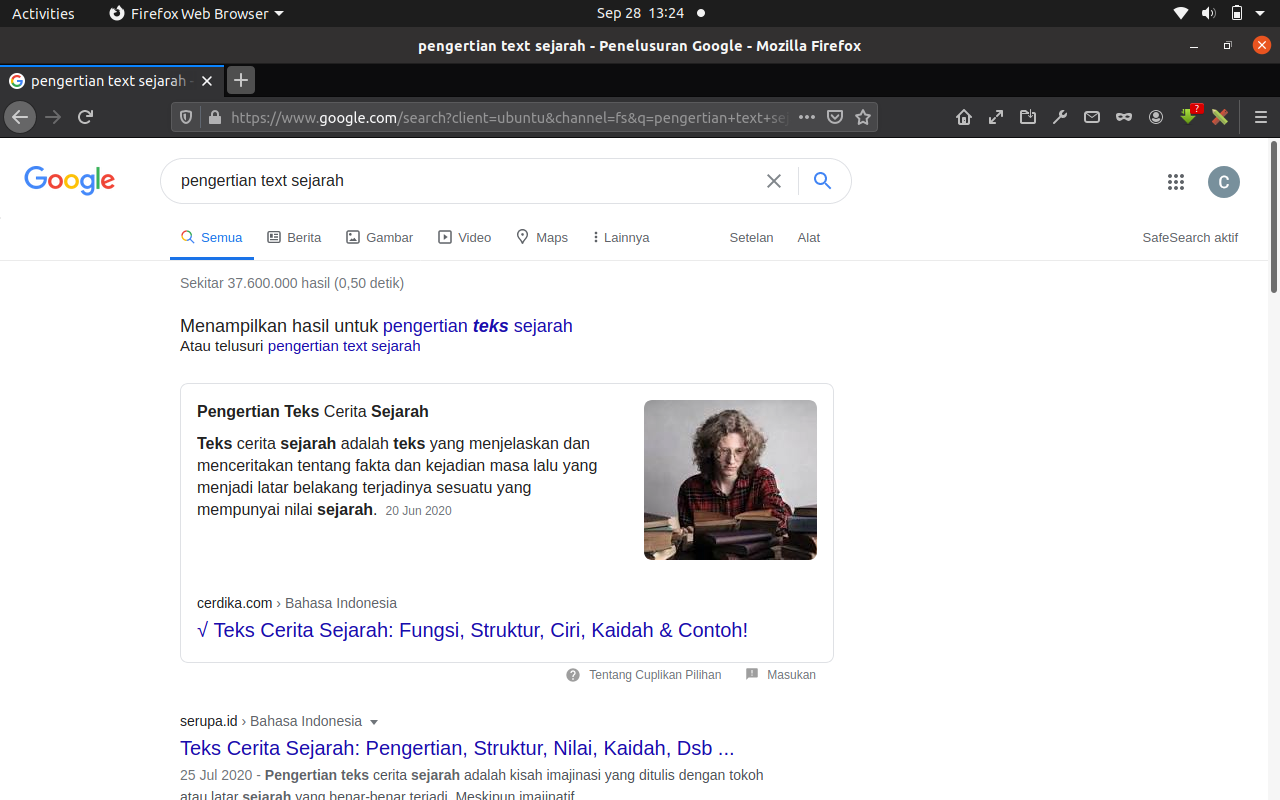 Activities Firefox Web Browser Sep 28 13:24
pengertian text sejarah - Penelusuran Google - Mozilla Firefox
pengertian text sejarah -
https://www.google.com/search?client=ubuntu&channel=fs&q=pengertian+text+se
?
Google pengertian text sejarah C
Semua Berita Gambar Video Maps Lainnya Setelan Alat SafeSearch aktif
Sekitar 37.600.000 hasil (0,50 detik)
Menampilkan hasil untuk pengertian teks sejarah
Atau telusuri pengertian text sejarah
Pengertian Teks Cerita Sejarah
Teks cerita sejarah adalah teks yang menjelaskan dan
menceritakan tentang fakta dan kejadian masa lalu yang
menjadi latar belakang terjadinya sesuatu yang
mempunyai nilai sejarah. 20 Jun 2020
cerdika.com › Bahasa Indonesia
√ Teks Cerita Sejarah: Fungsi, Struktur, Ciri, Kaidah & Contoh!
Tentang Cuplikan Pilihan Masukan
serupa.id › Bahasa Indonesia
Teks Cerita Sejarah: Pengertian, Struktur, Nilai, Kaidah, Dsb ...
25 Jul 2020 - Pengertian teks cerita sejarah adalah kisah imajinasi yang ditulis dengan tokoh
atau latar sejarah yang benar-benar terjadi. Meskipun imajinatif,